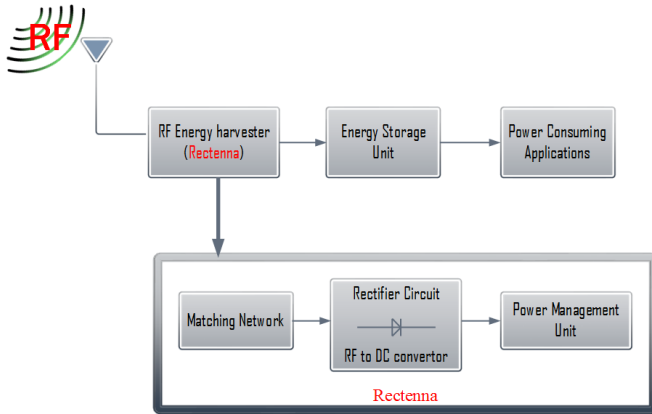 RF
RF Energy harvester
(Rectenna)
Energy Storage
Unit
Power Consuming
Applications
Matching Network
Rectifier Circuit
RF to DC convertor
Power Management
Unit
Rectenna